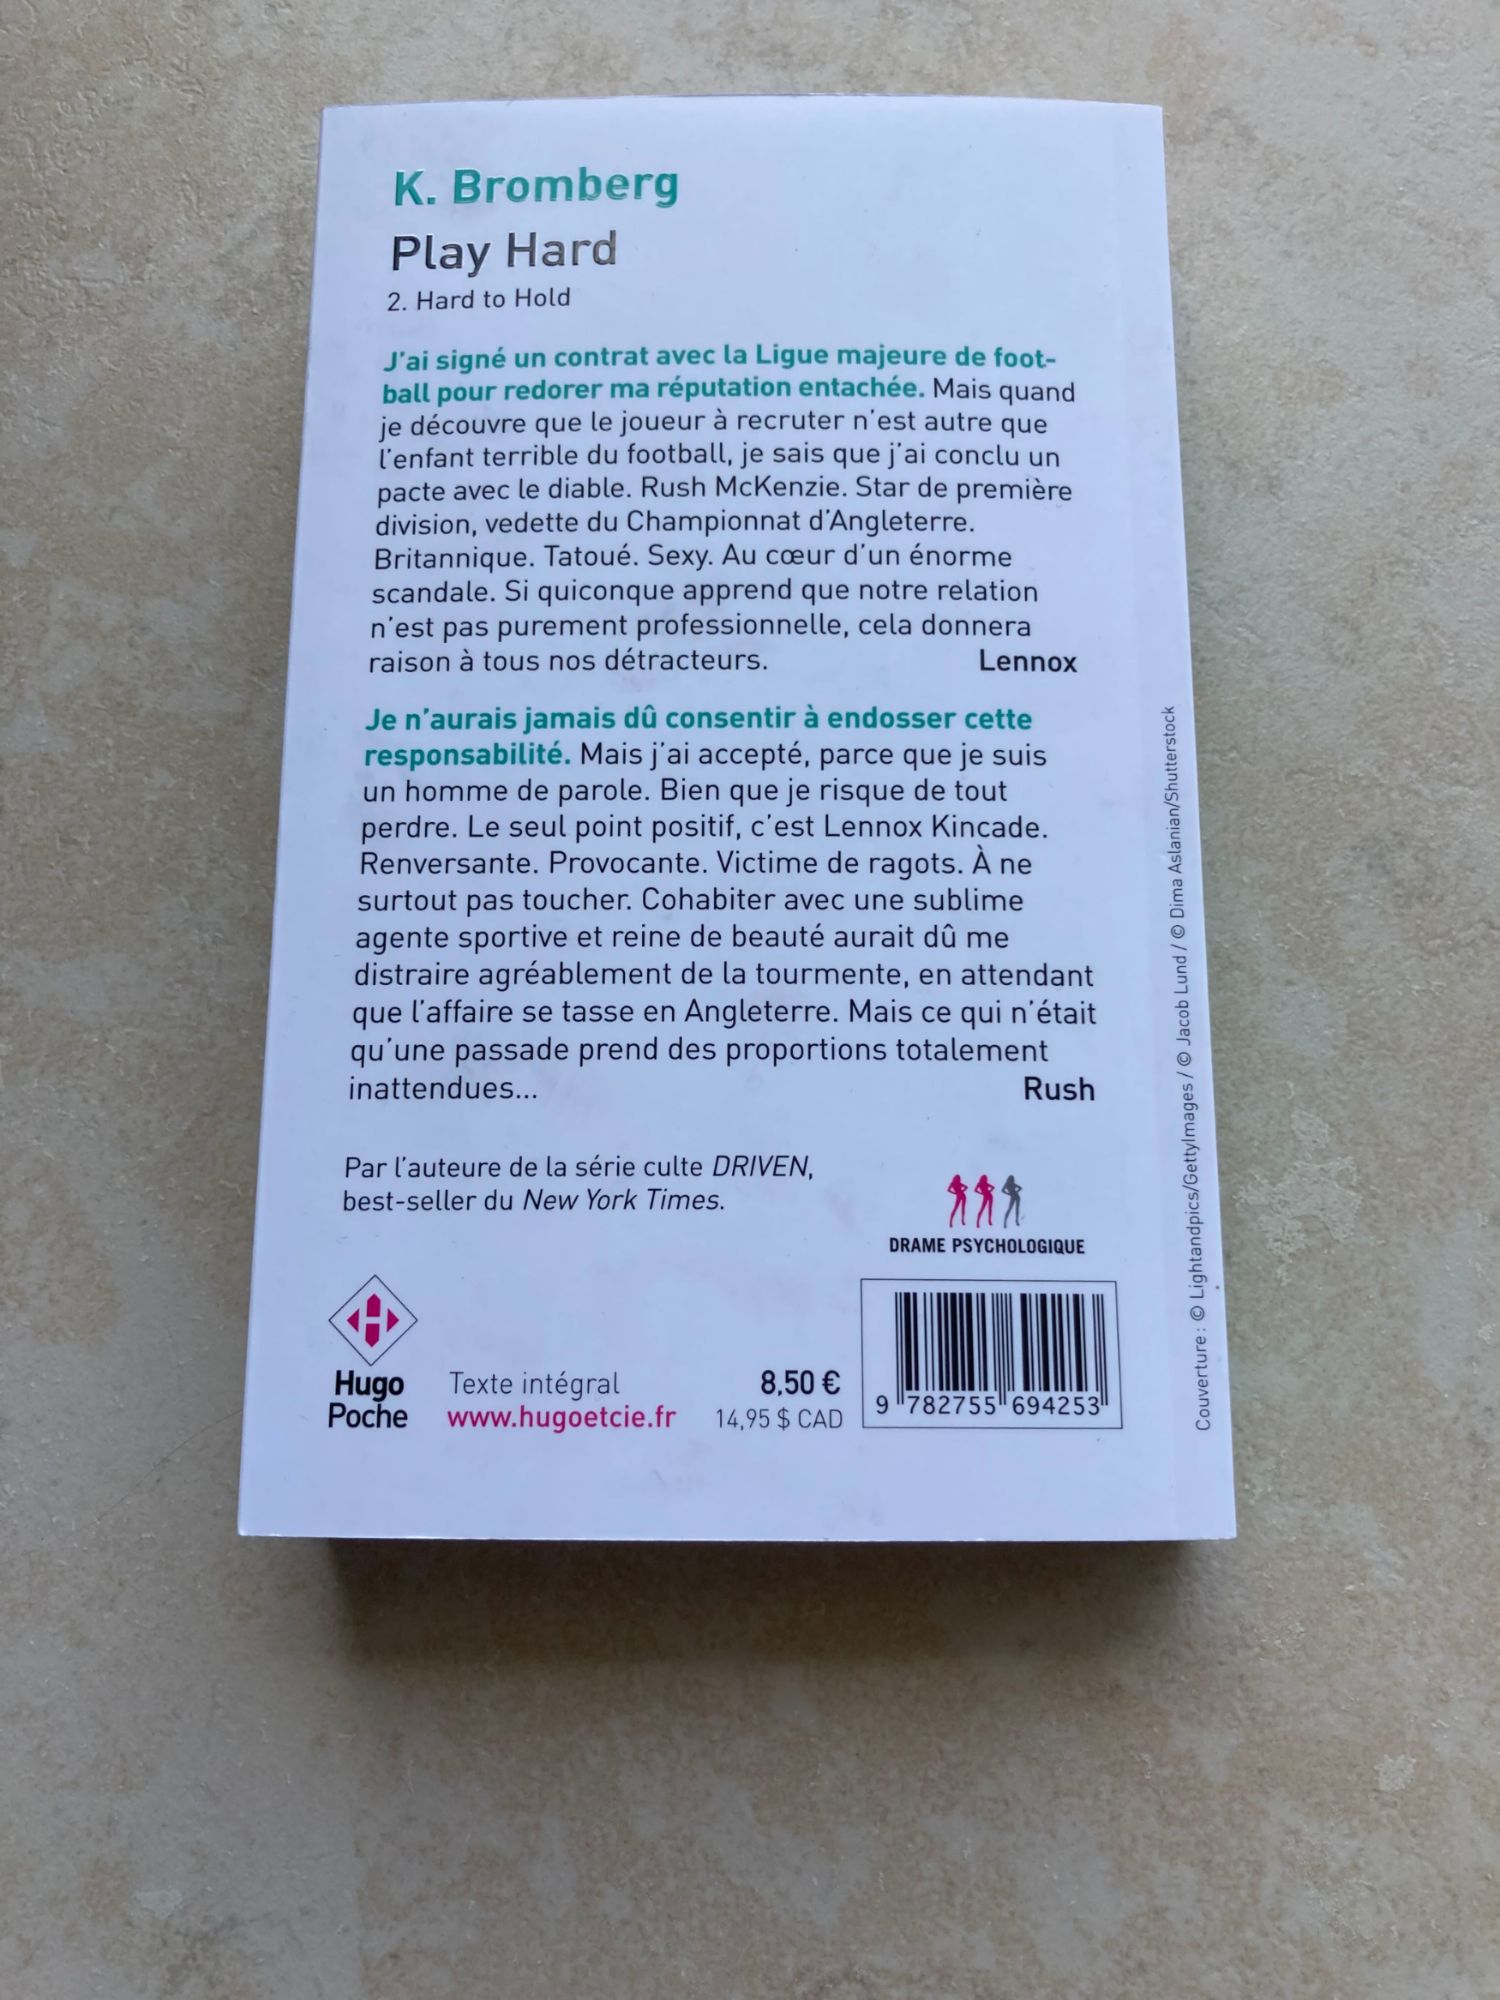 K. Bromberg
Play Hard
2. Hard to Hold
J'ai signé un contrat avec la Ligue majeure de foot-
ball pour redorer ma réputation entachée. Mais quand
je découvre que le joueur à recruter n'est autre que
l'enfant terrible du football, je sais que j'ai conclu un
pacte avec le diable. Rush McKenzie. Star de première
division, vedette du Championnat d'Angleterre.
Britannique. Tatoué. Sexy. Au cœur d'un énorme
scandale. Si quiconque apprend que notre relation
n'est pas purement professionnelle, cela donnera
raison à tous nos détracteurs. Lennox
Je n'aurais jamais dû consentir à endosser cette
responsabilité. Mais j'ai accepté, parce que je suis
un homme de parole. Bien que je risque de tout
perdre. Le seul point positif, c'est Lennox Kincade.
Renversante. Provocante. Victime de ragots. À ne
surtout pas toucher. Cohabiter avec une sublime
agente sportive et reine de beauté aurait dû me
distraire agréablement de la tourmente, en attendant
que l'affaire se tasse en Angleterre. Mais ce qui n'était
qu'une passade prend des proportions totalement
inattendues... Rush
Par l'auteure de la série culte DRIVEN,
best-seller du New York Times.
DRAME PSYCHOLOGIQUE
Hugo
Poche
Texte intégral
www.hugoetcie.fr
8,50 €
14,95 $ CAD
9 782755 694253
Couverture : © Lightandpics/GettyImages / © Jacob Lund / © Dima Aslanian/Shutterstock